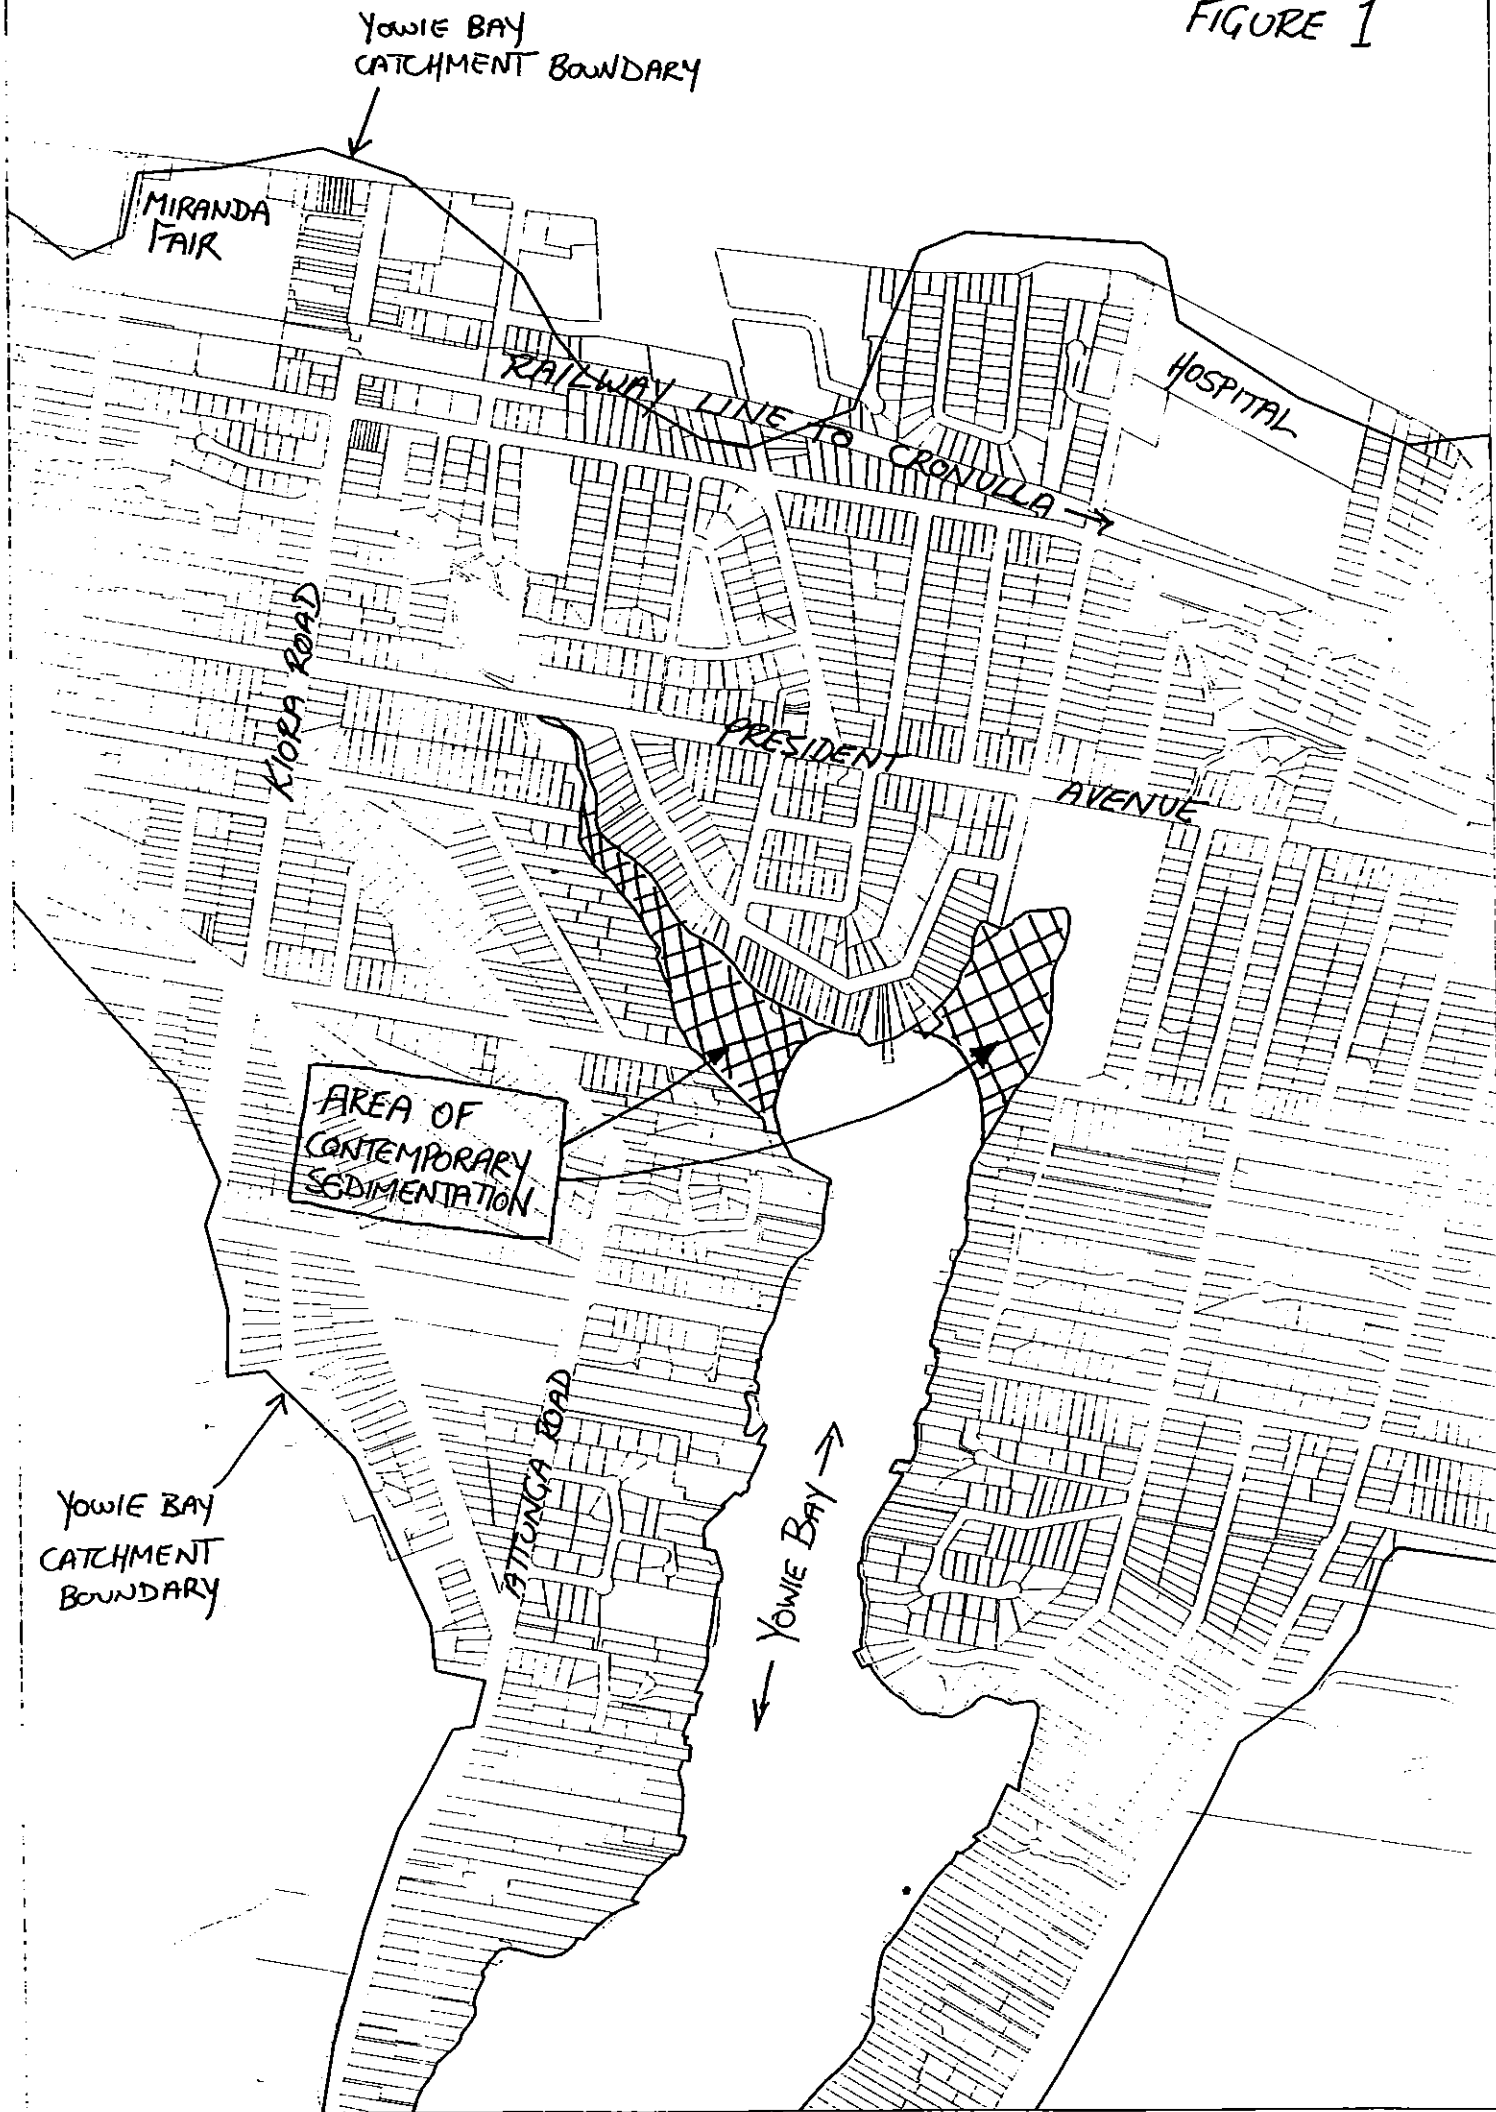 FIGURE 1
YOWIE BAY
CATCHMENT BOUNDARY
MIRANDA
FAIR
RAILWAY LINE TO CRONULLA
HOSPITAL
KIORA ROAD
PRESIDENT
AVENUE
AREA OF
CONTEMPORARY
SEDIMENTATION
ATTUNGA ROAD
YOWIE BAY
YOWIE BAY
CATCHMENT
BOUNDARY